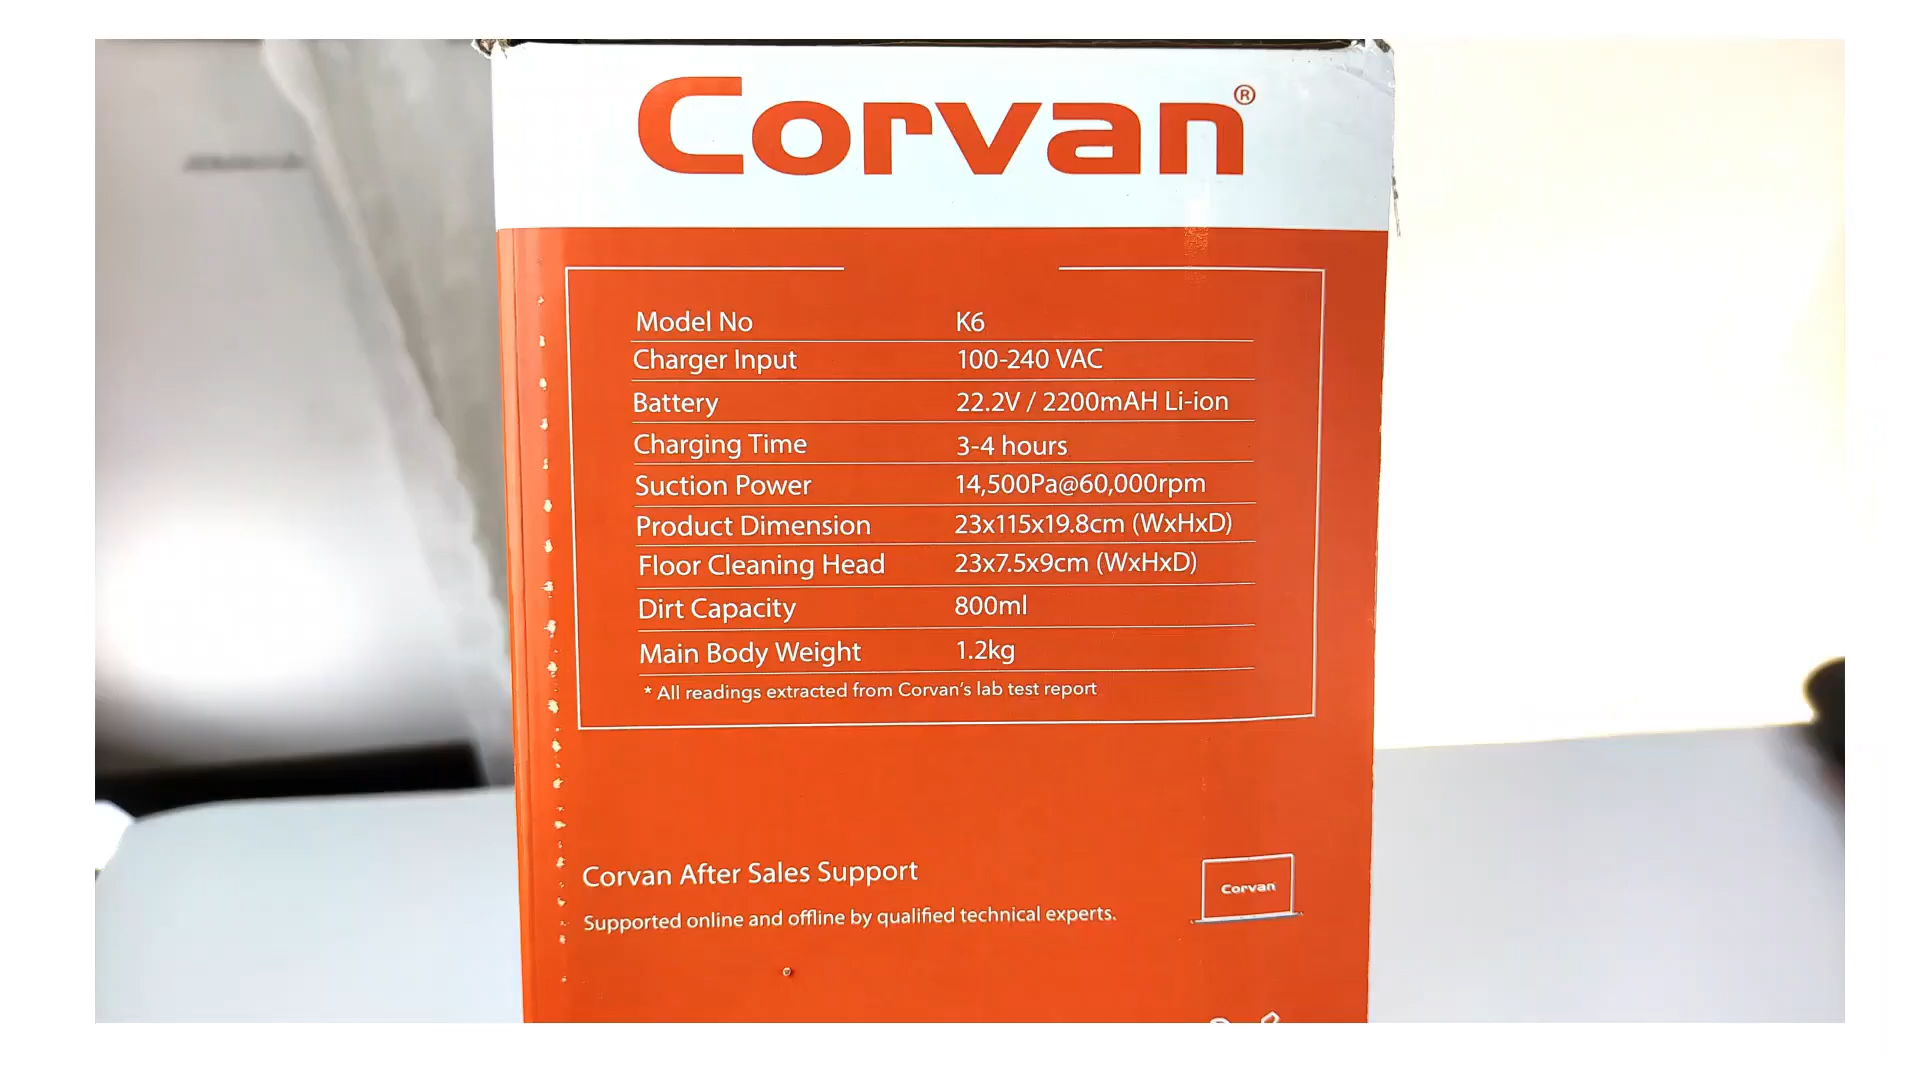 Corvan®
Model No K6
Charger Input 100-240 VAC
Battery 22.2V / 2200mAH Li-ion
Charging Time 3-4 hours
Suction Power 14,500Pa@60,000rpm
Product Dimension 23x115x19.8cm (WxHxD)
Floor Cleaning Head 23x7.5x9cm (WxHxD)
Dirt Capacity 800ml
Main Body Weight 1.2kg
* All readings extracted from Corvan's lab test report
Corvan After Sales Support
Corvan
Supported online and offline by qualified technical experts.